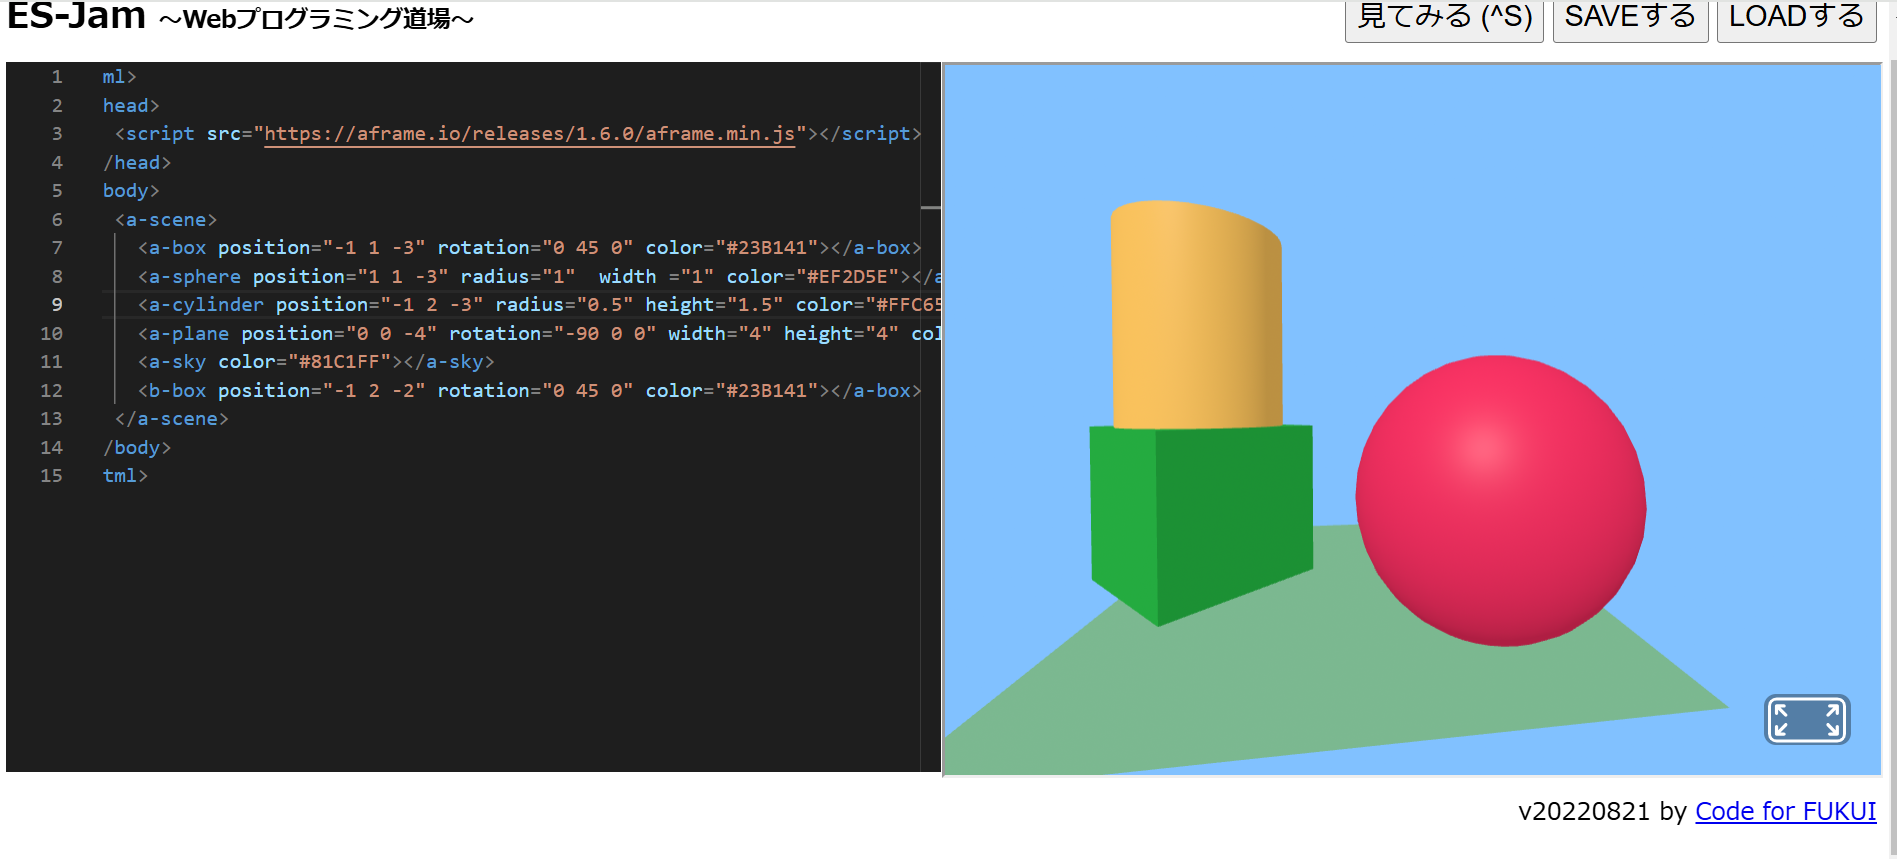 ES-Jam ～Webプログラミング道場～
見てみる (^S) SAVEする LOADする
1 ml>
2 head>
3 <script src="https://aframe.io/releases/1.6.0/aframe.min.js"></script>
4 /head>
5 body>
6 <a-scene>
7 <a-box position="-1 1 -3" rotation="0 45 0" color="#23B141"></a-box>
8 <a-sphere position="1 1 -3" radius="1"  width ="1" color="#EF2D5E"></a
9 <a-cylinder position="-1 2 -3" radius="0.5" height="1.5" color="#FFC65
10 <a-plane position="0 0 -4" rotation="-90 0 0" width="4" height="4" col
11 <a-sky color="#81C1FF"></a-sky>
12 <b-box position="-1 2 -2" rotation="0 45 0" color="#23B141"></a-box>
13 </a-scene>
14 /body>
15 tml>
v20220821 by Code for FUKUI